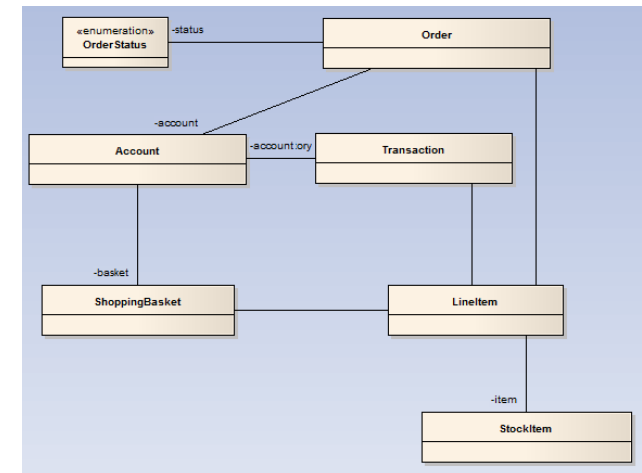 «enumeration»
OrderStatus
-status
Order
-account
Account
-account:ory
Transaction
-basket
ShoppingBasket
LineItem
-item
StockItem